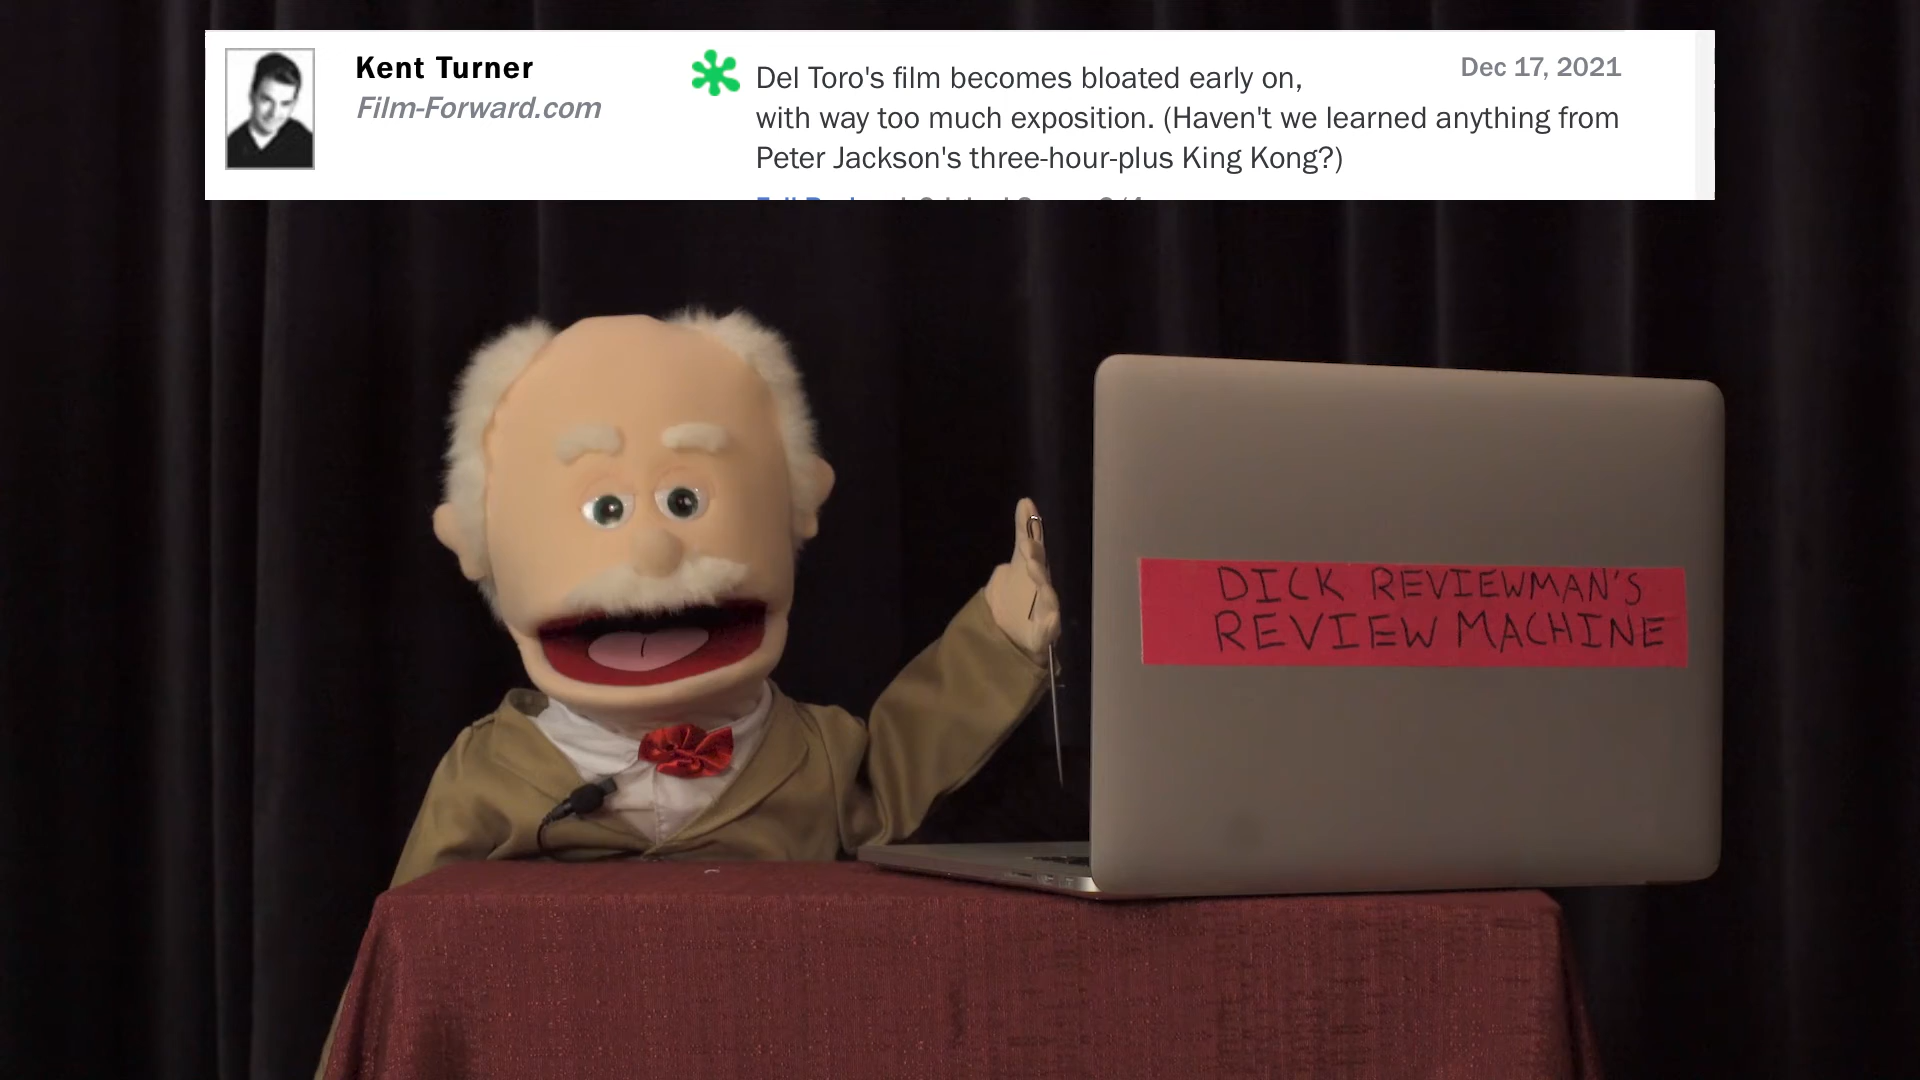 Kent Turner
Film-Forward.com
Dec 17, 2021
Del Toro's film becomes bloated early on,
with way too much exposition. (Haven't we learned anything from
Peter Jackson's three-hour-plus King Kong?)
DICK REVIEWMAN'S
REVIEW MACHINE